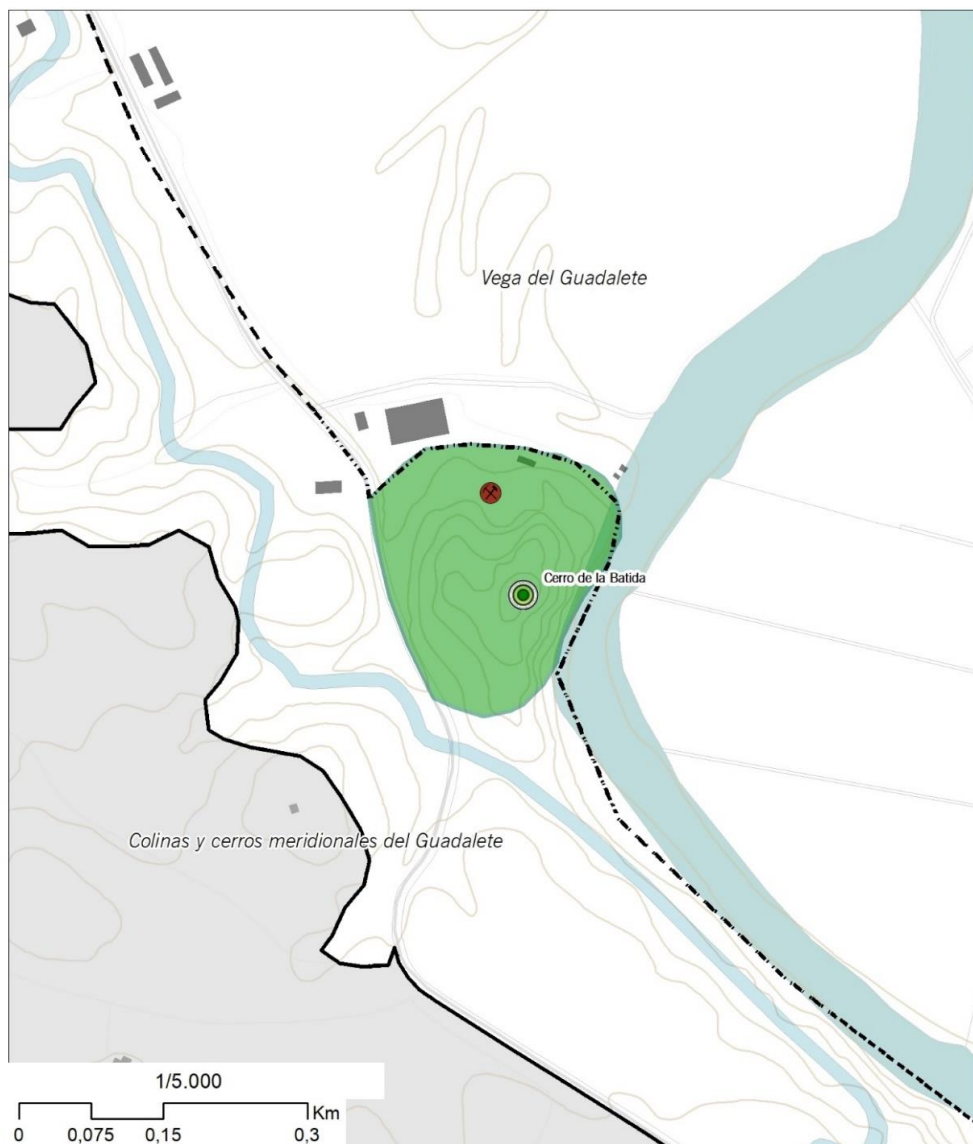 Vega del Guadalete
Cerro de la Batida
Colinas y cerros meridionales del Guadalete
1/5.000
Km
0 0,075 0,15 0,3